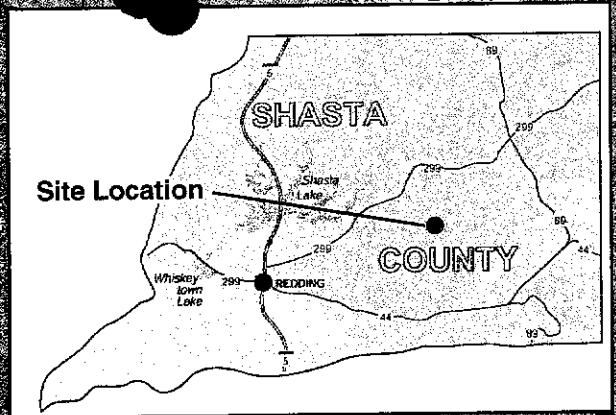 89
5
SHASTA
299
Site Location
Shasta
Lake
299
299
89
COUNTY
44
Whiskey
town
Lake
299
REDDING
44
89
5